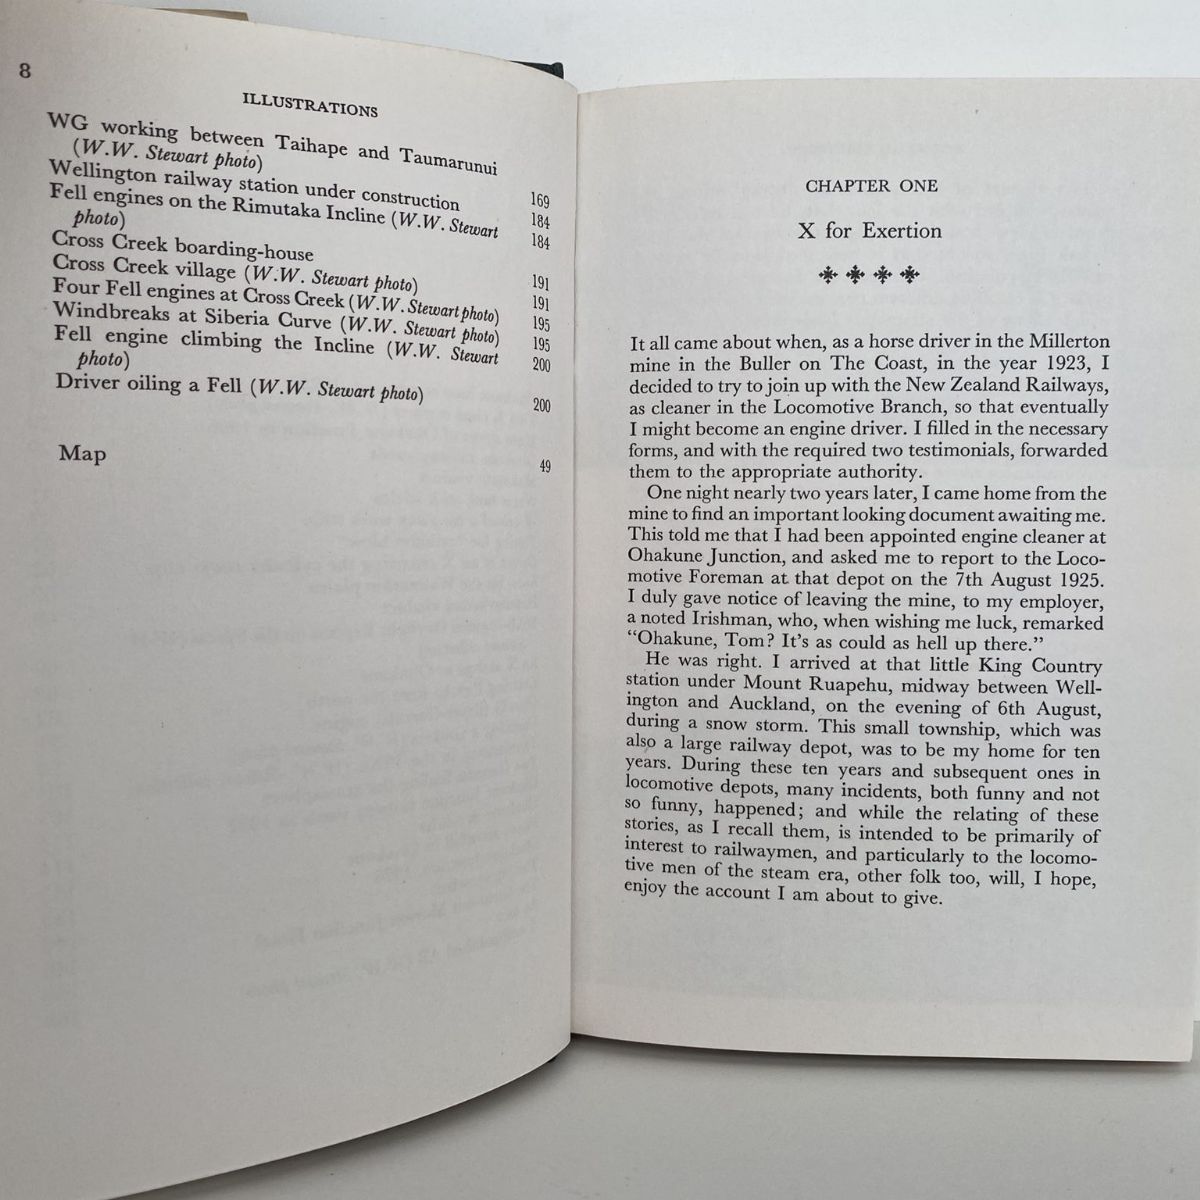 8
ILLUSTRATIONS
WG working between Taihape and Taumarunui
(W.W. Stewart photo) 169
Wellington railway station under construction 184
Fell engines on the Rimutaka Incline (W.W. Stewart
photo) 184
Cross Creek boarding-house 191
Cross Creek village (W.W. Stewart photo) 191
Four Fell engines at Cross Creek (W.W. Stewart photo) 195
Windbreaks at Siberia Curve (W.W. Stewart photo) 195
Fell engine climbing the Incline (W.W. Stewart
photo) 200
Driver oiling a Fell (W.W. Stewart photo) 200
Map 49
CHAPTER ONE
X for Exertion
It all came about when, as a horse driver in the Millerton
mine in the Buller on The Coast, in the year 1923, I
decided to try to join up with the New Zealand Railways,
as cleaner in the Locomotive Branch, so that eventually
I might become an engine driver. I filled in the necessary
forms, and with the required two testimonials, forwarded
them to the appropriate authority.
One night nearly two years later, I came home from the
mine to find an important looking document awaiting me.
This told me that I had been appointed engine cleaner at
Ohakune Junction, and asked me to report to the Loco-
motive Foreman at that depot on the 7th August 1925.
I duly gave notice of leaving the mine, to my employer,
a noted Irishman, who, when wishing me luck, remarked
"Ohakune, Tom? It's as could as hell up there."
He was right. I arrived at that little King Country
station under Mount Ruapehu, midway between Well-
ington and Auckland, on the evening of 6th August,
during a snow storm. This small township, which was
also a large railway depot, was to be my home for ten
years. During these ten years and subsequent ones in
locomotive depots, many incidents, both funny and not
so funny, happened; and while the relating of these
stories, as I recall them, is intended to be primarily of
interest to railwaymen, and particularly to the locomo-
tive men of the steam era, other folk too, will, I hope,
enjoy the account I am about to give.